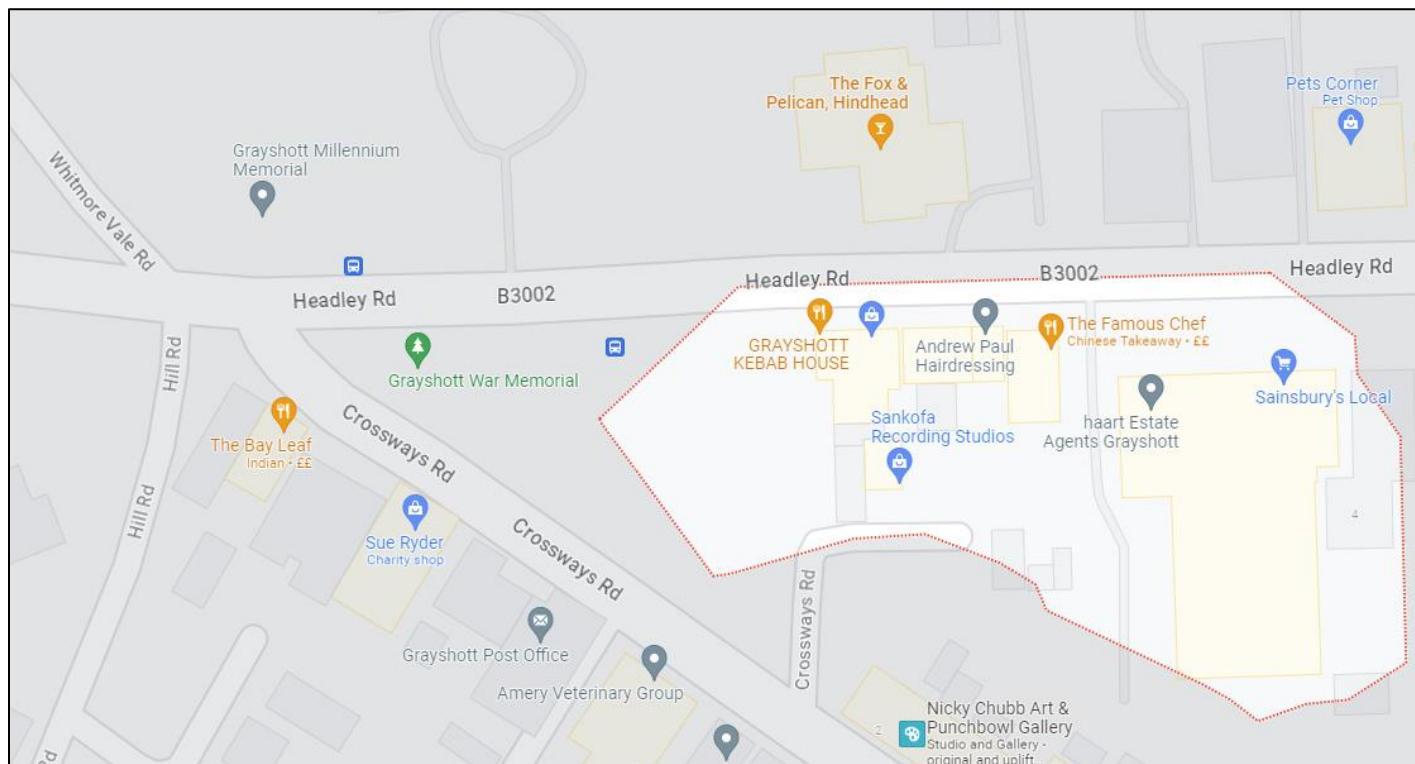 The Fox &
Pelican, Hindhead
Pets Corner
Pet Shop
Grayshott Millennium
Memorial
Whitmore Vale Rd
Headley Rd
B3002
Headley Rd
B3002
Headley Rd
GRAYSHOTT
KEBAB HOUSE
Andrew Paul
Hairdressing
The Famous Chef
Chinese Takeaway • ££
Grayshott War Memorial
Hill Rd
Sainsbury's Local
Crossways Rd
The Bay Leaf
Indian • ££
Sankofa
Recording Studios
haart Estate
Agents Grayshott
Hill Rd
Sue Ryder
Charity shop
Crossways Rd
4
Crossways Rd
Grayshott Post Office
Amery Veterinary Group
2
Nicky Chubb Art &
Punchbowl Gallery
Studio and Gallery -
original and uplift...
Rd